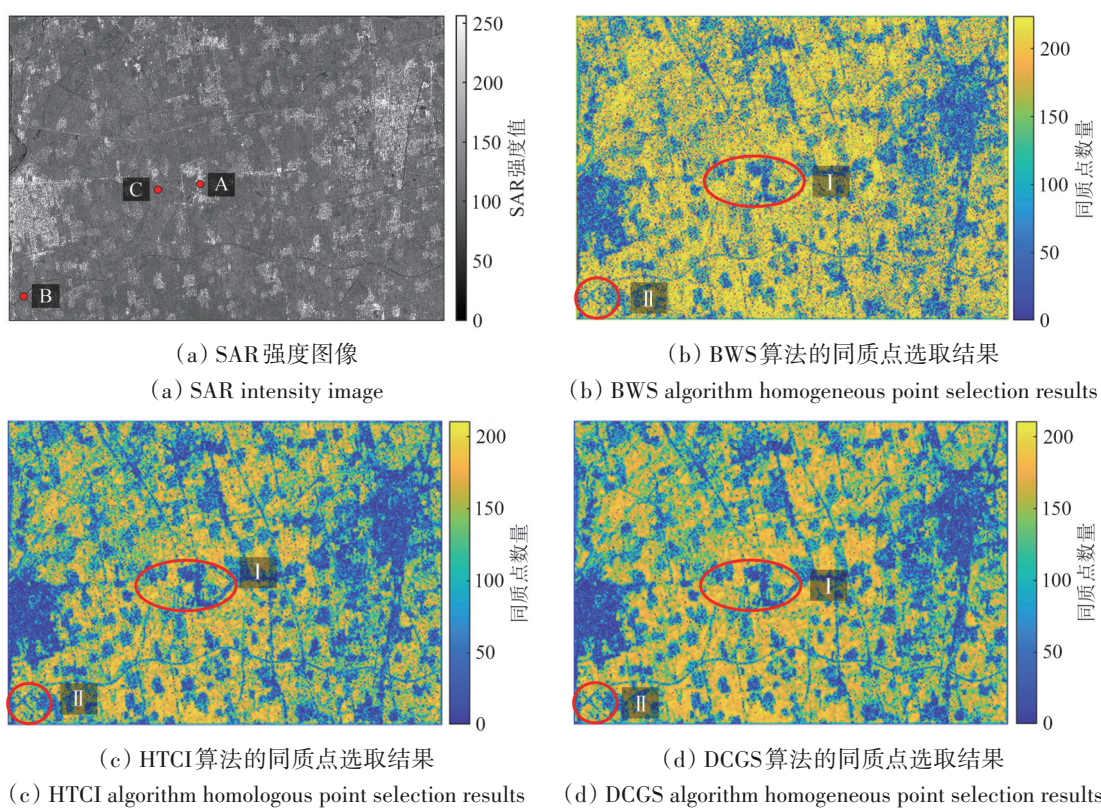 250
200
150
100
50
0
SAR强度值
A
C
B
200
150
100
50
0
同质点数量
Ⅰ
Ⅱ
(a) SAR强度图像
(a) SAR intensity image
(b) BWS算法的同质点选取结果
(b) BWS algorithm homogeneous point selection results
200
150
100
50
0
同质点数量
Ⅰ
Ⅱ
200
150
100
50
0
同质点数量
Ⅰ
Ⅱ
(c) HTCI算法的同质点选取结果
(c) HTCI algorithm homologous point selection results
(d) DCGS算法的同质点选取结果
(d) DCGS algorithm homogeneous point selection results